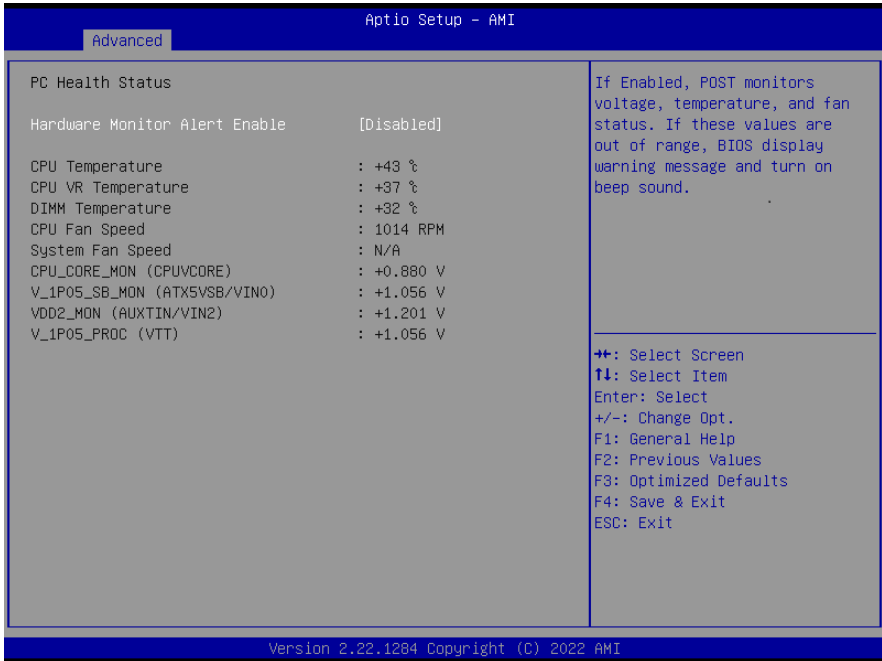 Aptio Setup – AMI
Advanced
PC Health Status
Hardware Monitor Alert Enable [Disabled]
CPU Temperature : +43 ℃
CPU VR Temperature : +37 ℃
DIMM Temperature : +32 ℃
CPU Fan Speed : 1014 RPM
System Fan Speed : N/A
CPU_CORE_MON (CPUVCORE) : +0.880 V
V_1P05_SB_MON (ATX5VSB/VIN0) : +1.056 V
VDD2_MON (AUXTIN/VIN2) : +1.201 V
V_1P05_PROC (VTT) : +1.056 V
If Enabled, POST monitors
voltage, temperature, and fan
status. If these values are
out of range, BIOS display
warning message and turn on
beep sound.
→←: Select Screen
↑↓: Select Item
Enter: Select
+/-: Change Opt.
F1: General Help
F2: Previous Values
F3: Optimized Defaults
F4: Save & Exit
ESC: Exit
Version 2.22.1284 Copyright (C) 2022 AMI